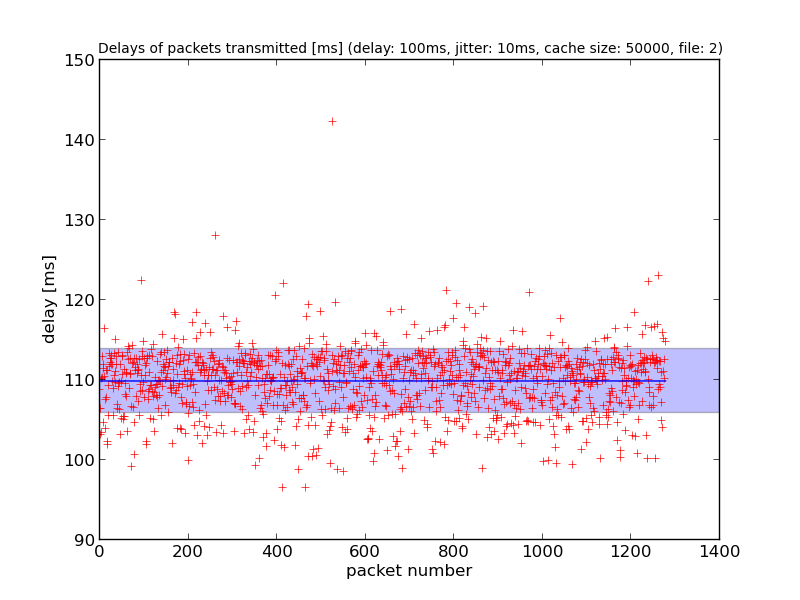 Delays of packets transmitted [ms] (delay: 100ms, jitter: 10ms, cache size: 50000, file: 2)
150
140
130
120
110
100
90
delay [ms]
0 200 400 600 800 1000 1200 1400
packet number